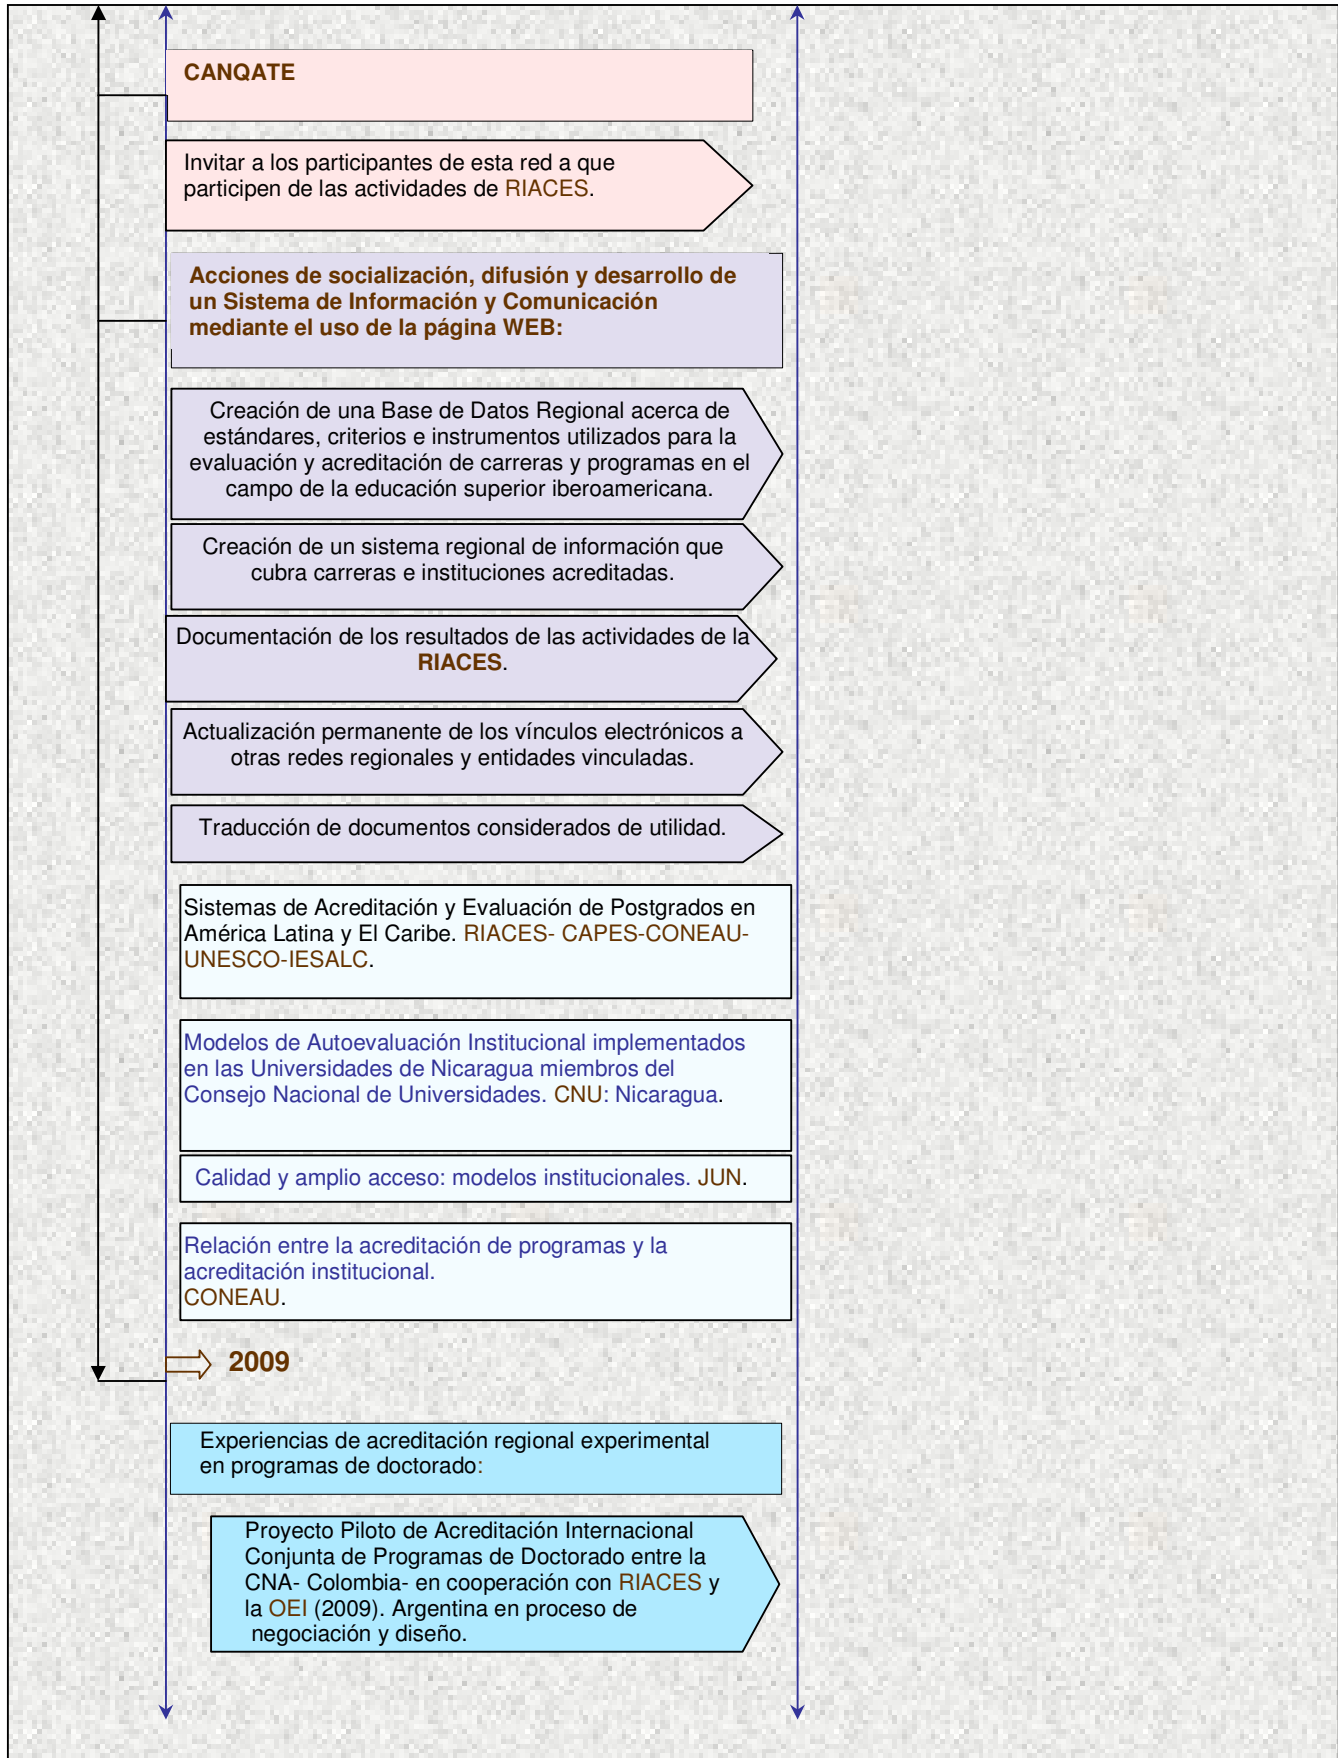 CANQATE
Invitar a los participantes de esta red a que
participen de las actividades de RIACES.
Acciones de socialización, difusión y desarrollo de
un Sistema de Información y Comunicación
mediante el uso de la página WEB:
Creación de una Base de Datos Regional acerca de
estándares, criterios e instrumentos utilizados para la
evaluación y acreditación de carreras y programas en el
campo de la educación superior iberoamericana.
Creación de un sistema regional de información que
cubra carreras e instituciones acreditadas.
Documentación de los resultados de las actividades de la
RIACES.
Actualización permanente de los vínculos electrónicos a
otras redes regionales y entidades vinculadas.
Traducción de documentos considerados de utilidad.
Sistemas de Acreditación y Evaluación de Postgrados en
América Latina y El Caribe. RIACES- CAPES-CONEAU-
UNESCO-IESALC.
Modelos de Autoevaluación Institucional implementados
en las Universidades de Nicaragua miembros del
Consejo Nacional de Universidades. CNU: Nicaragua.
Calidad y amplio acceso: modelos institucionales. JUN.
Relación entre la acreditación de programas y la
acreditación institucional.
CONEAU.
2009
Experiencias de acreditación regional experimental
en programas de doctorado:
Proyecto Piloto de Acreditación Internacional
Conjunta de Programas de Doctorado entre la
CNA- Colombia- en cooperación con RIACES y
la OEI (2009). Argentina en proceso de
negociación y diseño.